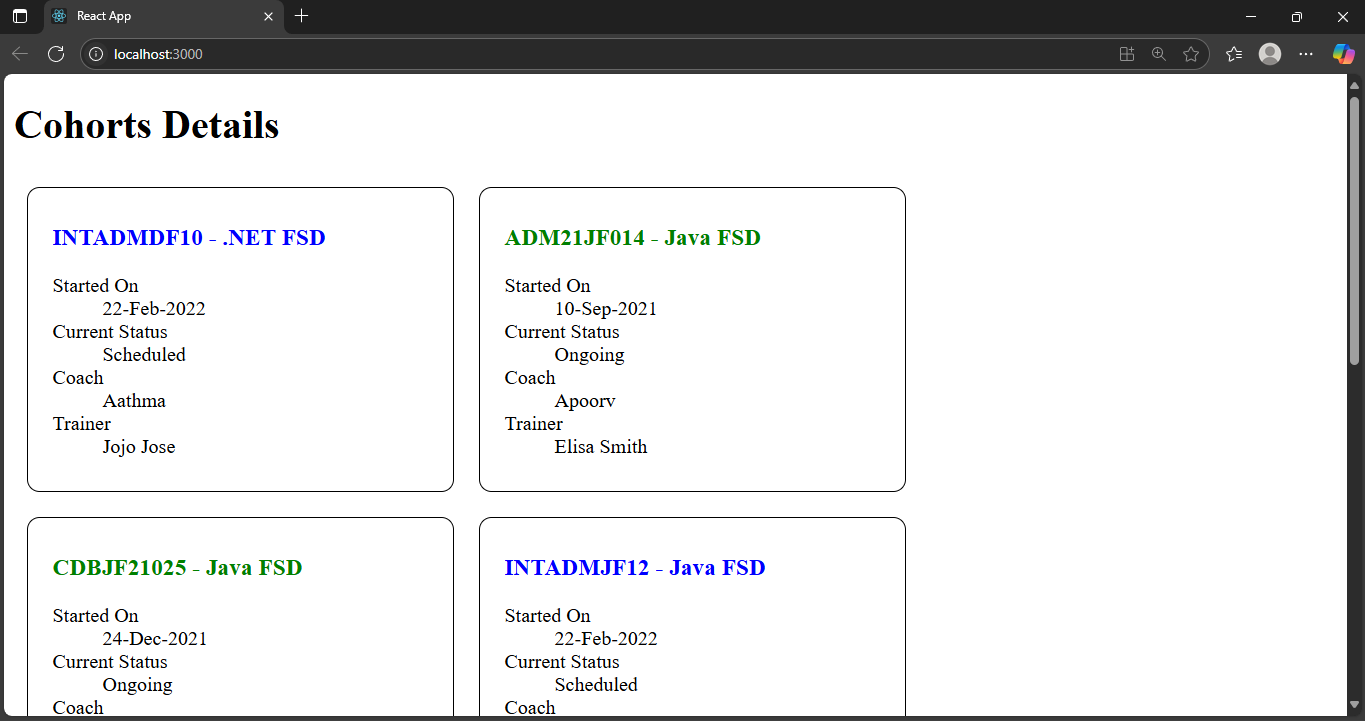 React App
localhost:3000
Cohorts Details
INTADMDF10 - .NET FSD
Started On
22-Feb-2022
Current Status
Scheduled
Coach
Aathma
Trainer
Jojo Jose
ADM21JF014 - Java FSD
Started On
10-Sep-2021
Current Status
Ongoing
Coach
Apoorv
Trainer
Elisa Smith
CDBJF21025 - Java FSD
Started On
24-Dec-2021
Current Status
Ongoing
Coach
INTADMJF12 - Java FSD
Started On
22-Feb-2022
Current Status
Scheduled
Coach